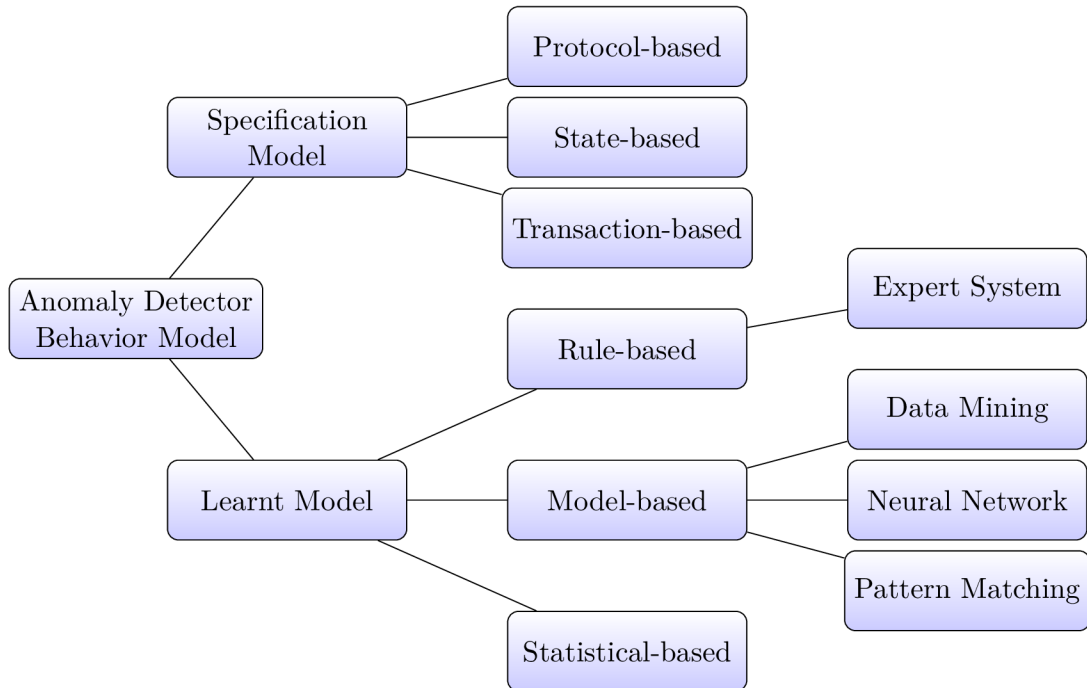 Protocol-based
Specification
Model
State-based
Transaction-based
Anomaly Detector
Behavior Model
Expert System
Rule-based
Data Mining
Learnt Model
Model-based
Neural Network
Pattern Matching
Statistical-based